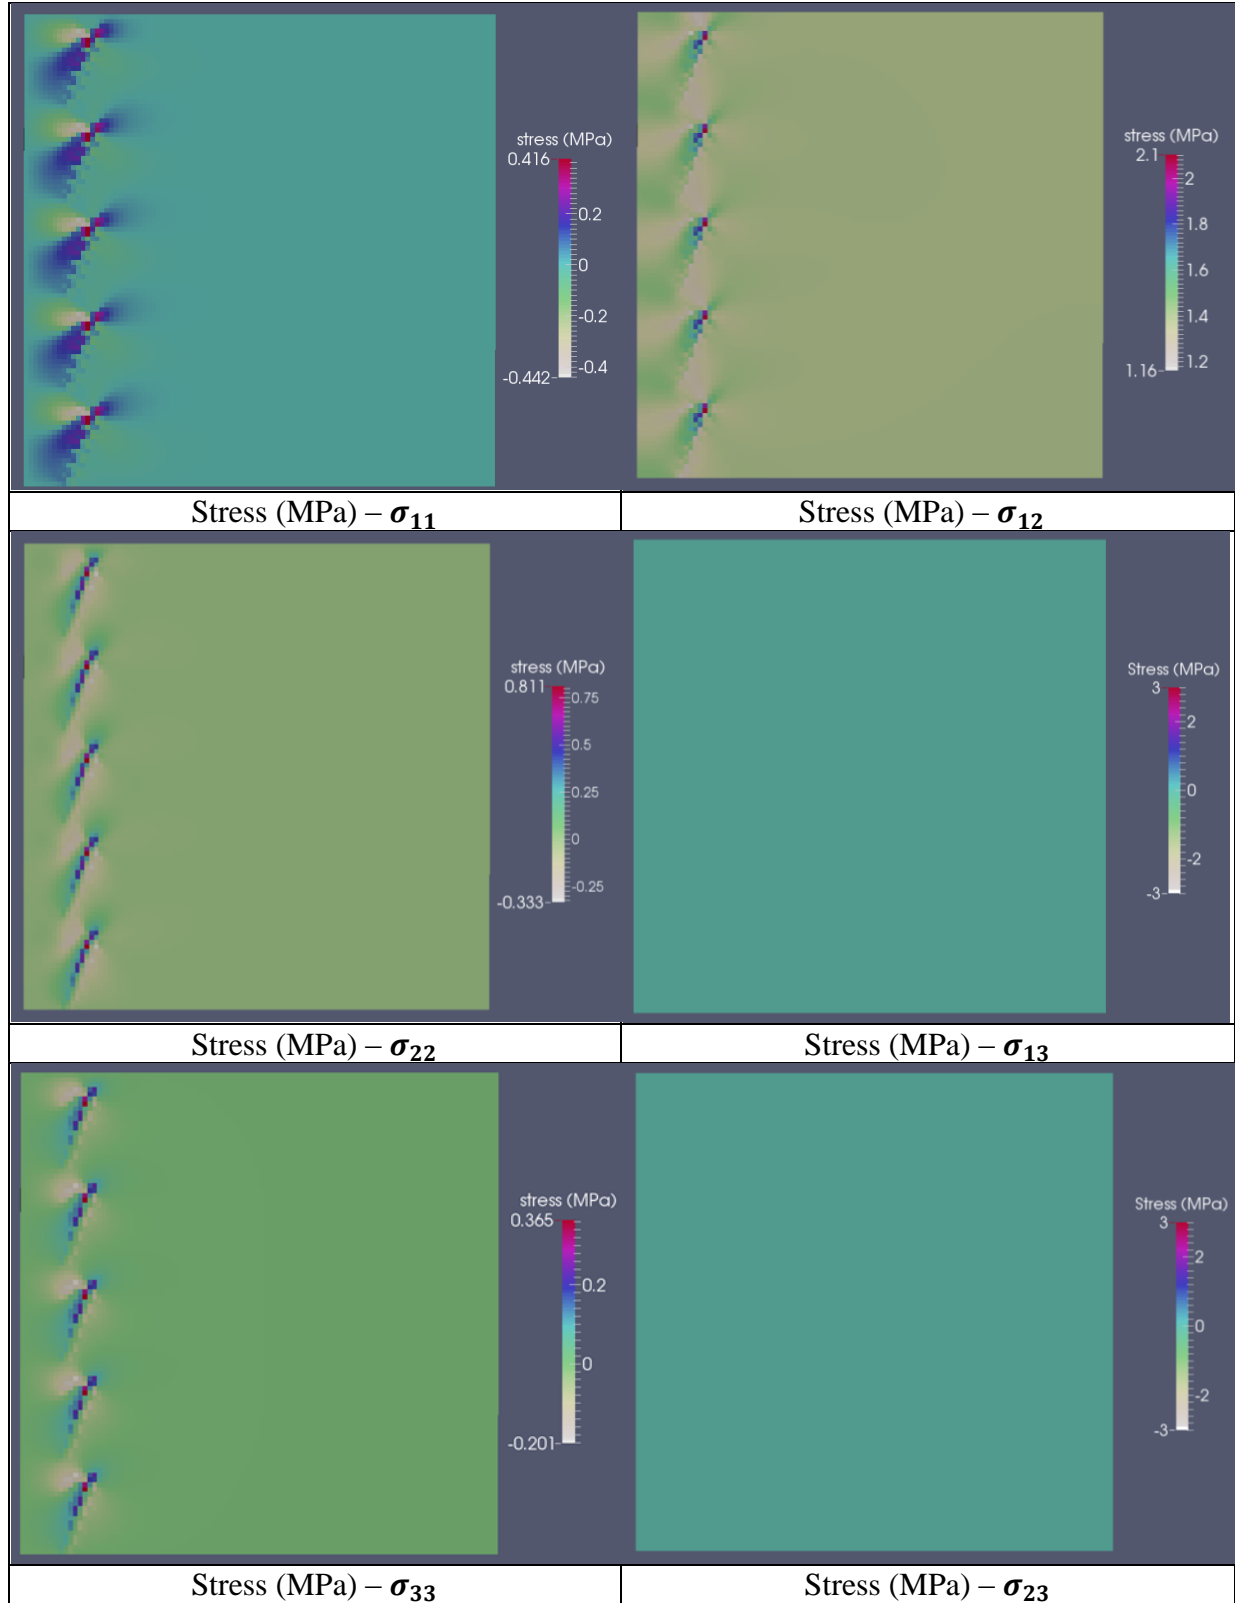 stress (MPa)
0.416
0.2
0
-0.2
-0.4
-0.442
stress (MPa)
2.1
2
1.8
1.6
1.4
1.2
1.16
Stress (MPa) – σ11
Stress (MPa) – σ12
stress (MPa)
0.811
0.75
0.5
0.25
0
-0.25
-0.333
Stress (MPa)
3
2
0
-2
-3
Stress (MPa) – σ22
Stress (MPa) – σ13
stress (MPa)
0.365
0.2
0
-0.201
Stress (MPa)
3
2
0
-2
-3
Stress (MPa) – σ33
Stress (MPa) – σ23